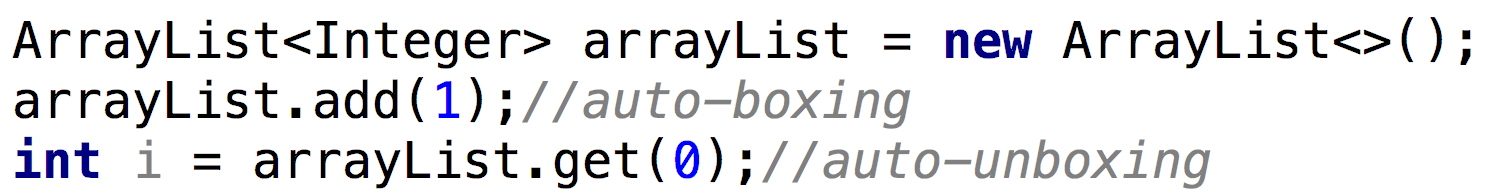 ArrayList<Integer> arrayList = new ArrayList<>();
arrayList.add(1);//auto-boxing
int i = arrayList.get(0);//auto-unboxing